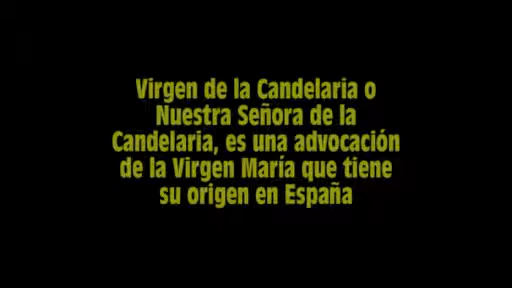 Virgen de la Candelaria o
Nuestra Señora de la
Candelaria, es una advocación
de la Virgen María que tiene
su origen en España